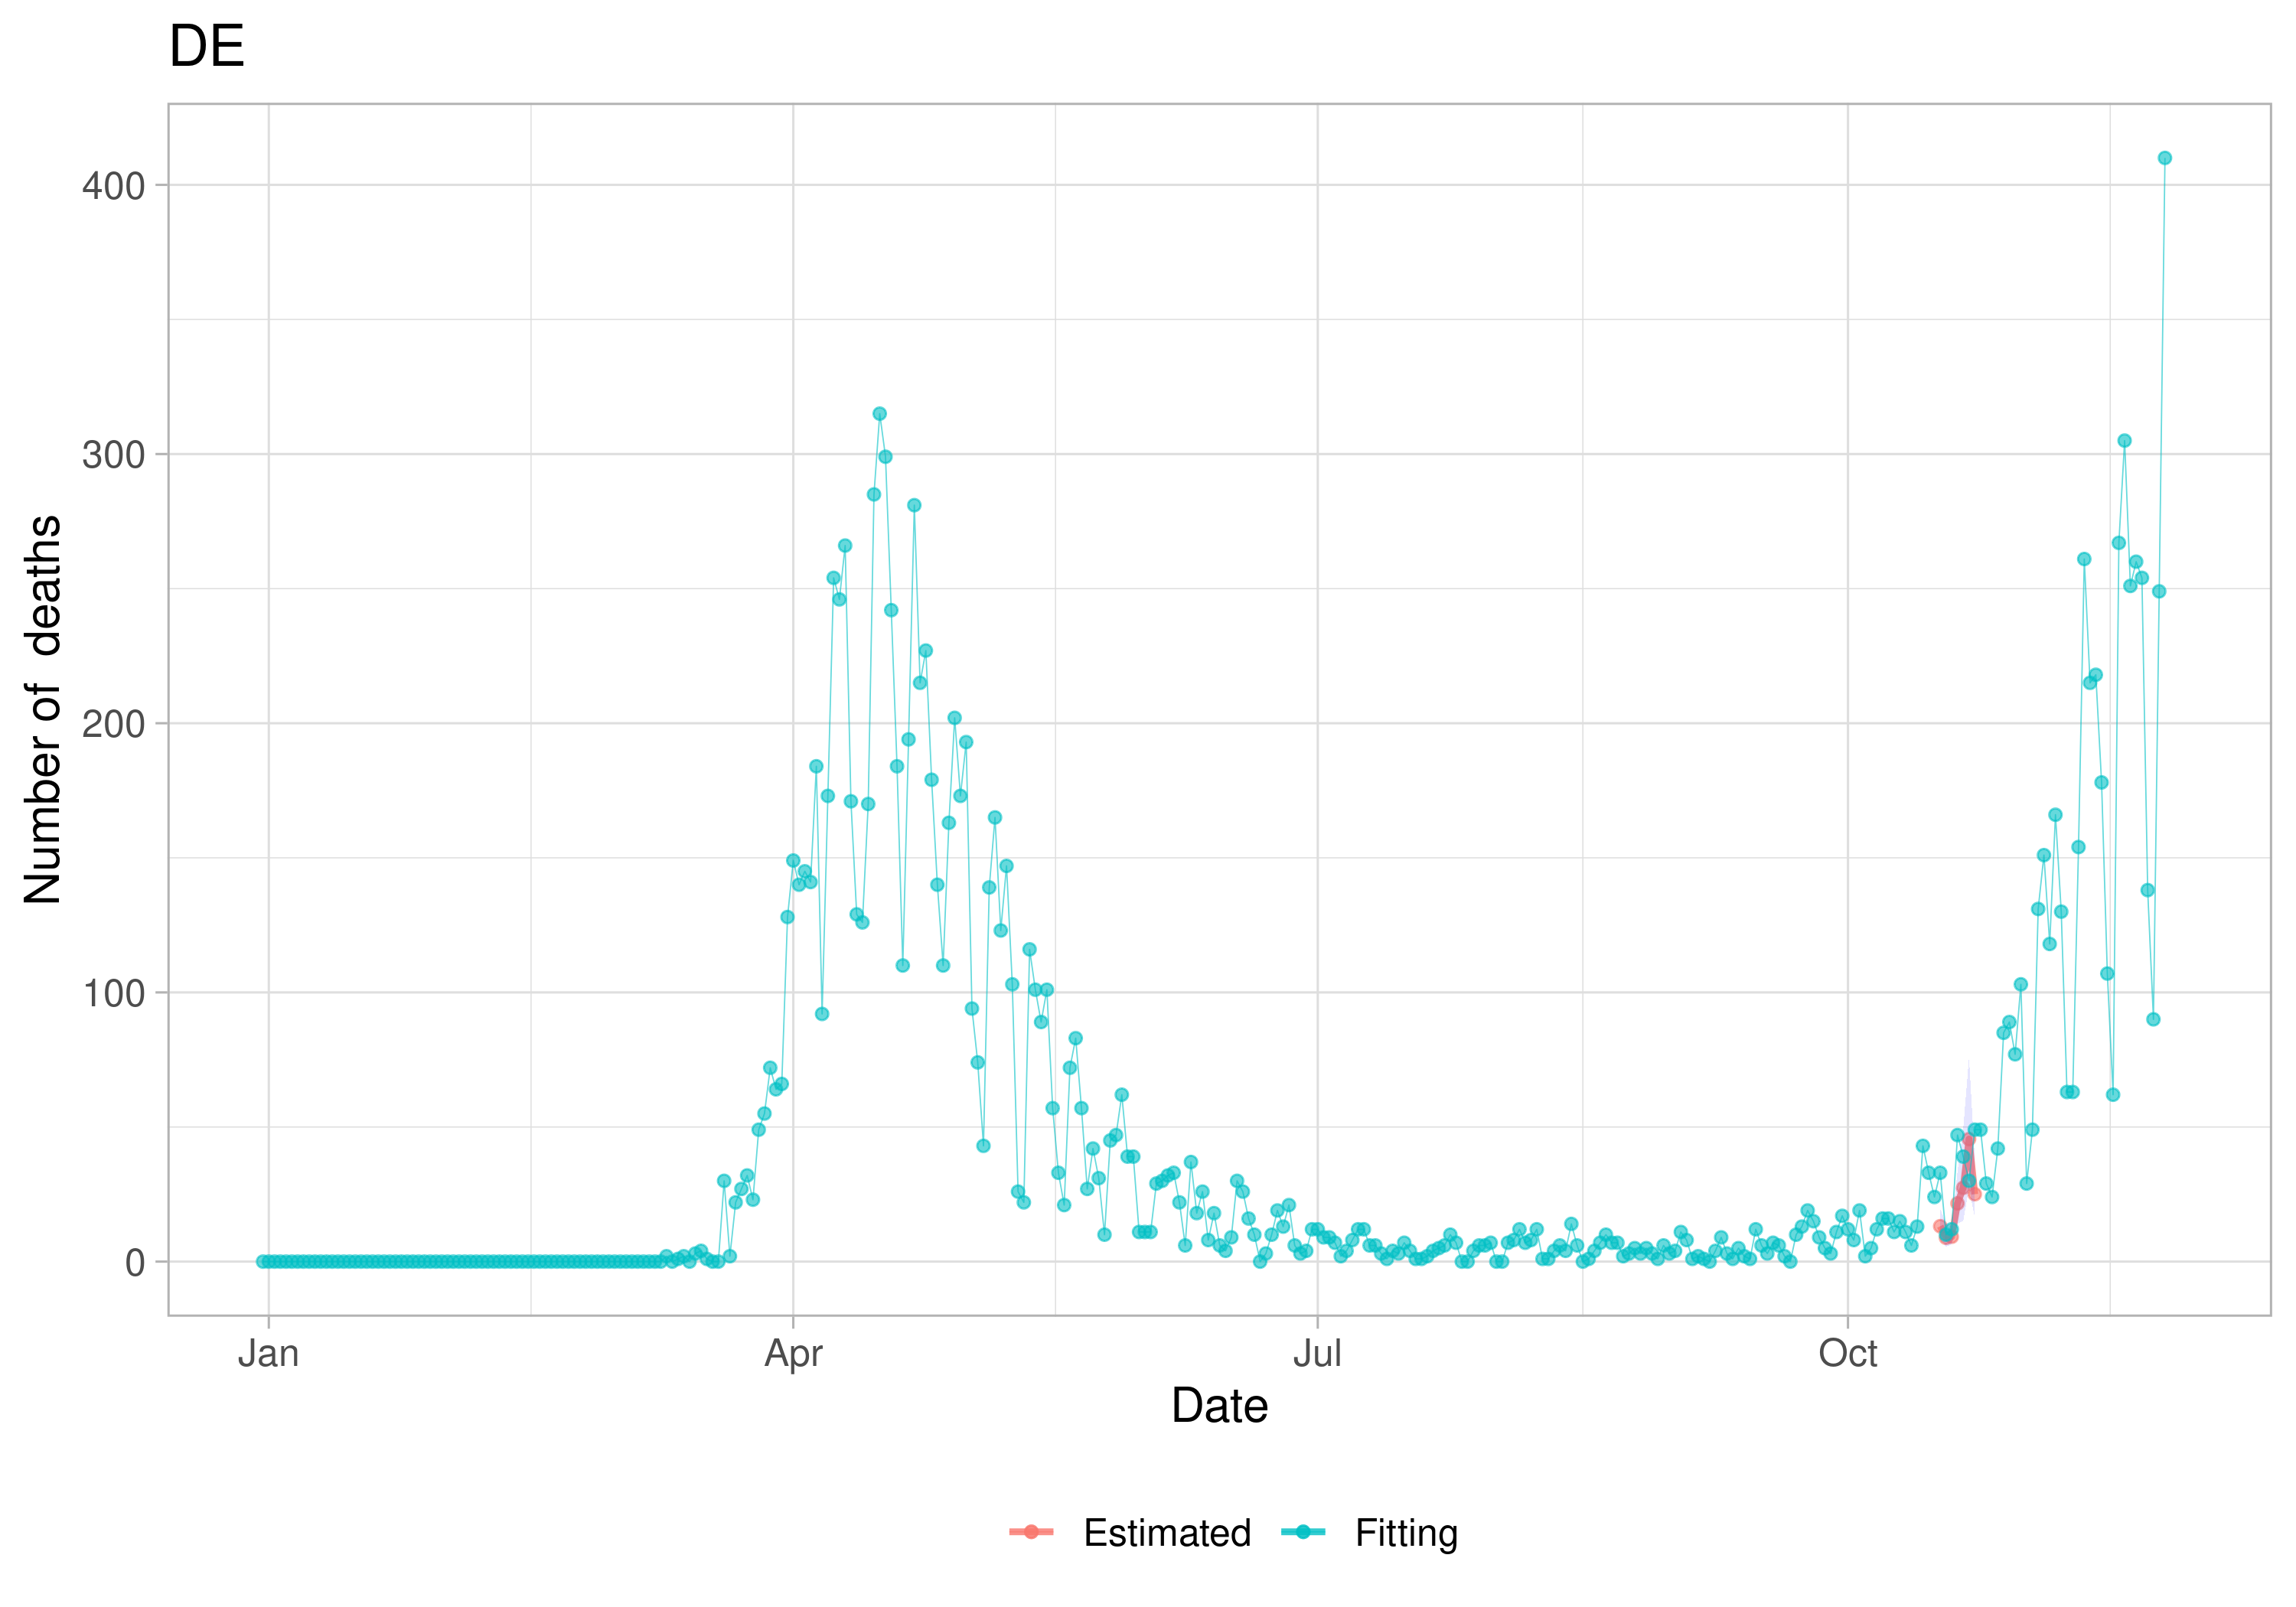 DE
Number of deaths
400
300
200
100
0
Jan Apr Jul Oct
Date
Estimated Fitting